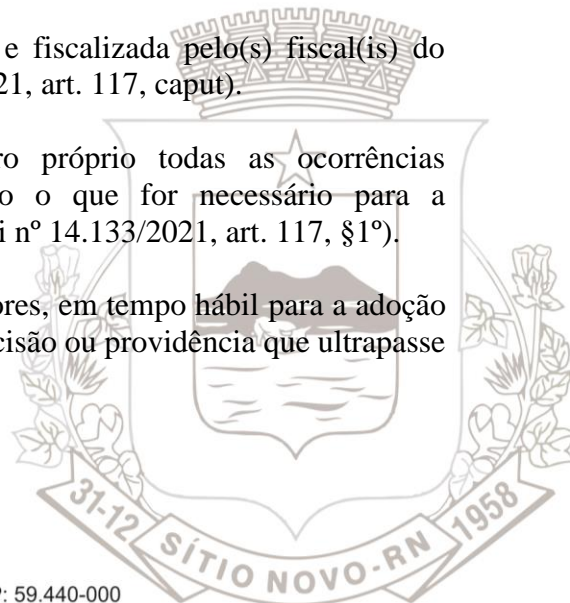 e fiscalizada pelo(s) fiscal(is) do
21, art. 117, caput).
ro próprio todas as ocorrências
o o que for necessário para a
i nº 14.133/2021, art. 117, §1º).
ores, em tempo hábil para a adoção
cisão ou providência que ultrapasse
31-12 SÍTIO NOVO-RN 1958
: 59.440-000